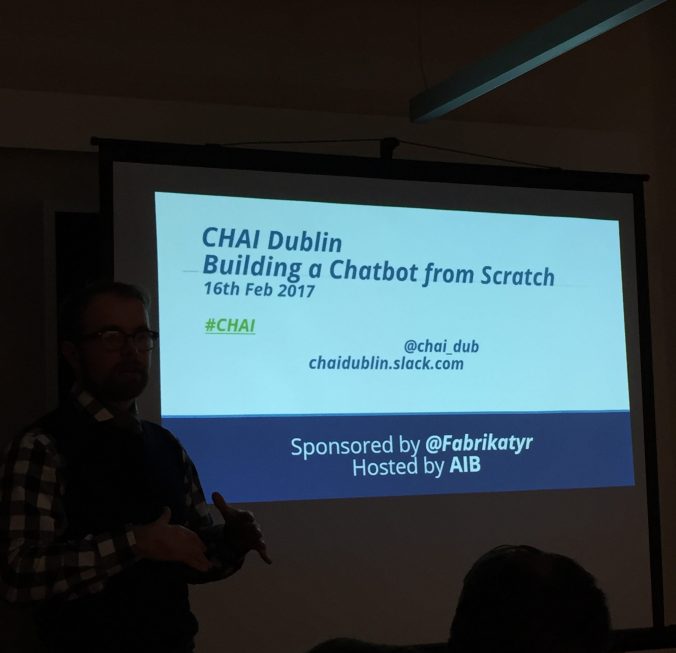 CHAI Dublin
Building a Chatbot from Scratch
16th Feb 2017
#CHAI
@chai_dub
chaidublin.slack.com
Sponsored by @Fabrikatyr
Hosted by AIB